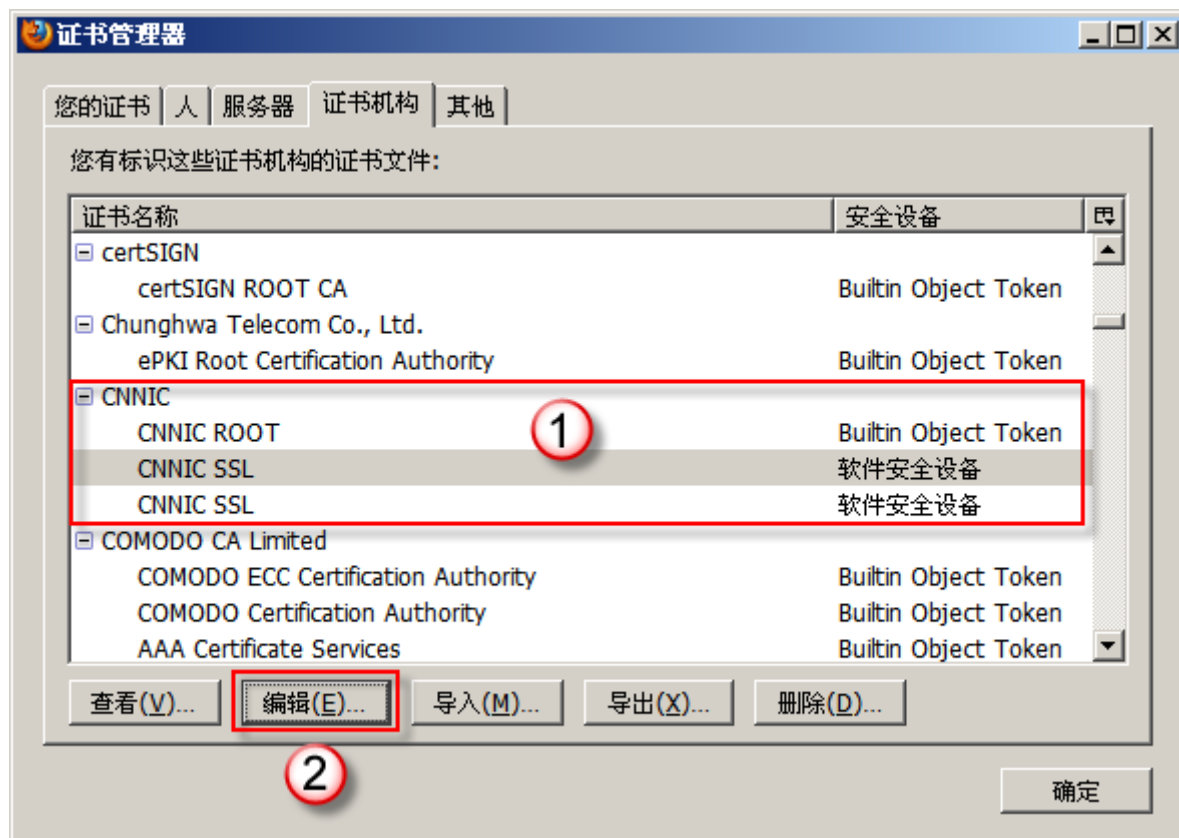 证书管理器
您的证书 人 服务器 证书机构 其他
您有标识这些证书机构的证书文件:
证书名称 安全设备
certSIGN
certSIGN ROOT CA Builtin Object Token
Chunghwa Telecom Co., Ltd.
ePKI Root Certification Authority Builtin Object Token
CNNIC
1
CNNIC ROOT Builtin Object Token
CNNIC SSL 软件安全设备
CNNIC SSL 软件安全设备
COMODO CA Limited
COMODO ECC Certification Authority Builtin Object Token
COMODO Certification Authority Builtin Object Token
AAA Certificate Services Builtin Object Token
查看(V)... 编辑(E)... 导入(M)... 导出(X)... 删除(D)...
2
确定